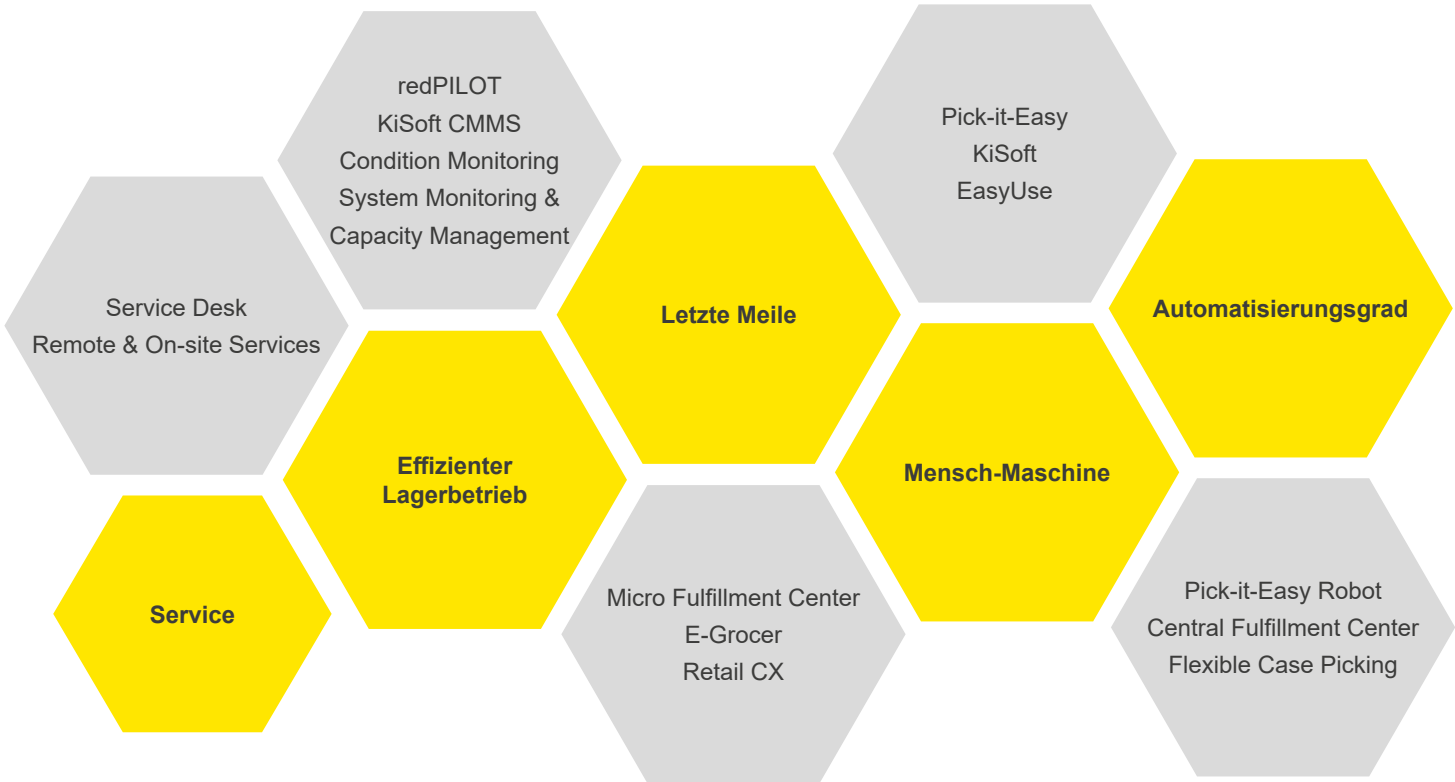 redPILOT
KiSoft CMMS
Condition Monitoring
System Monitoring &
Capacity Management
Pick-it-Easy
KiSoft
EasyUse
Service Desk
Remote & On-site Services
Letzte Meile
Automatisierungsgrad
Effizienter
Lagerbetrieb
Mensch-Maschine
Service
Micro Fulfillment Center
E-Grocer
Retail CX
Pick-it-Easy Robot
Central Fulfillment Center
Flexible Case Picking